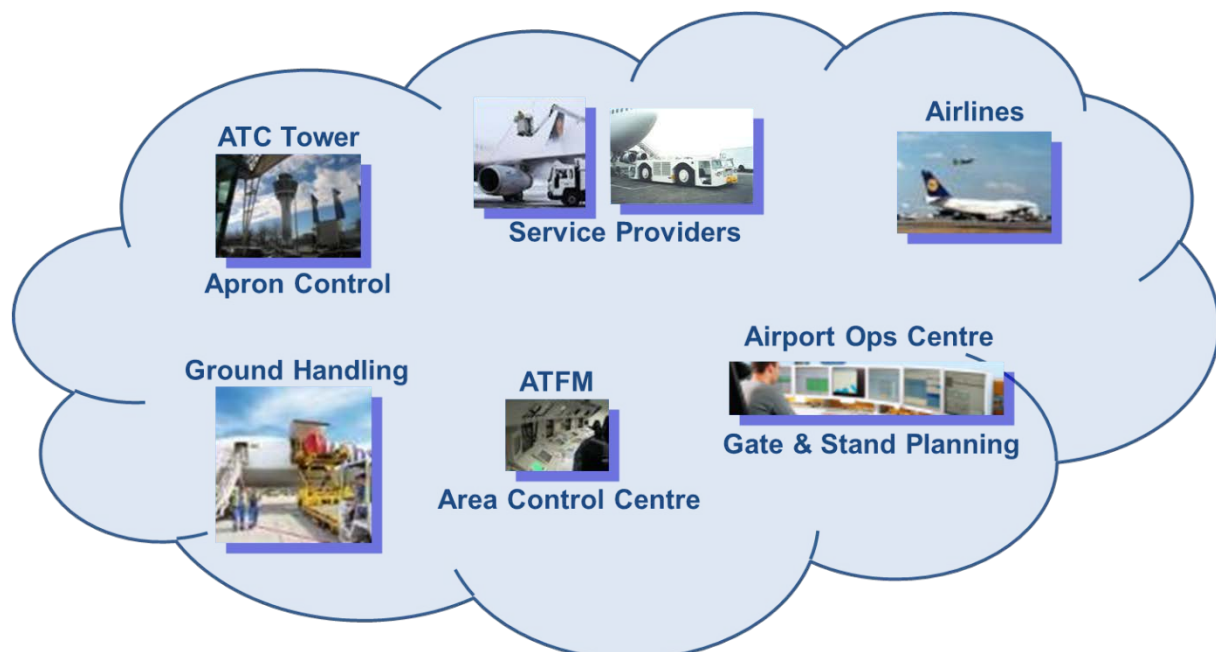 ATC Tower
Apron Control
Service Providers
Airlines
Ground Handling
ATFM
Area Control Centre
Airport Ops Centre
Gate & Stand Planning